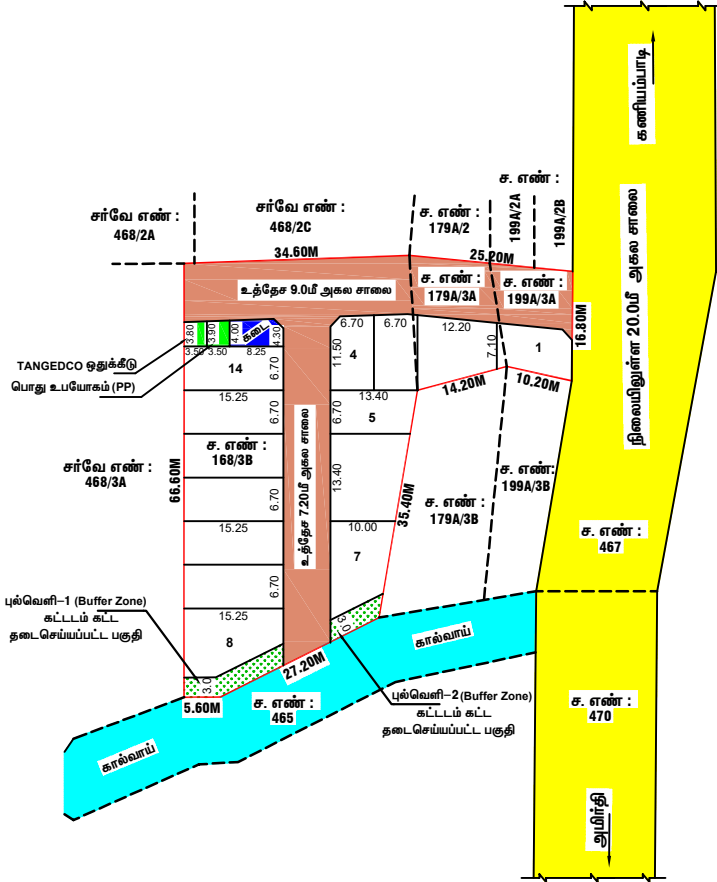 கணியம்பாடி
நிலையிலுள்ள 20.0மீ அகல சாலை
ச. எண் :
199A/2A
199A/2B
சர்வே எண் :
468/2A
சர்வே எண் :
468/2C
ச. எண் :
179A/2
34.60M
25.20M
உத்தேச 9.0மீ அகல சாலை
ச. எண் :
179A/3A
ச. எண் :
199A/3A
16.80M
3.80
3.90
4.00
கடை
4.30
6.70
6.70
12.20
TANGEDCO ஒதுக்கீடு
3.50
3.50
8.25
11.50
4
7.10
1
பொது உபயோகம் (PP)
14
6.70
14.20M
10.20M
15.25
6.70
13.40
6.70
5
சர்வே எண் :
468/3A
66.60M
ச. எண் :
168/3B
உத்தேச 7.20மீ அகல சாலை
13.40
35.40M
ச. எண் :
179A/3B
ச. எண்:
199A/3B
6.70
15.25
10.00
7
ச. எண் :
467
6.70
புல்வெளி-1 (Buffer Zone)
கட்டடம் கட்ட
தடைசெய்யப்பட்ட பகுதி
15.25
8
3.0
கால்வாய்
3.0
27.20M
5.60M
ச. எண் :
465
புல்வெளி-2 (Buffer Zone)
கட்டடம் கட்ட
தடைசெய்யப்பட்ட பகுதி
ச. எண் :
470
கால்வாய்
அமிர்தி